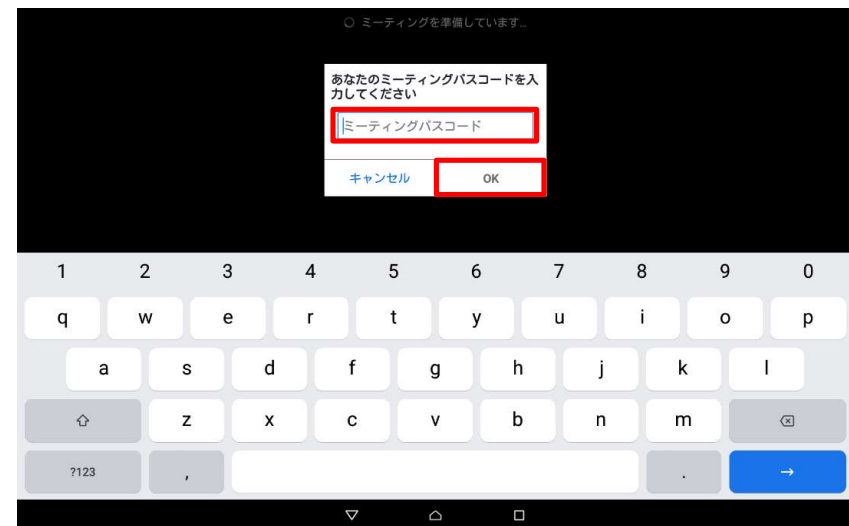 ミーティングを準備しています...
あなたのミーティングパスコードを入
力してください
ミーティングパスコード
キャンセル OK
1 2 3 4 5 6 7 8 9 0
q w e r t y u i o p
a s d f g h j k l
z x c v b n m
?123 , .